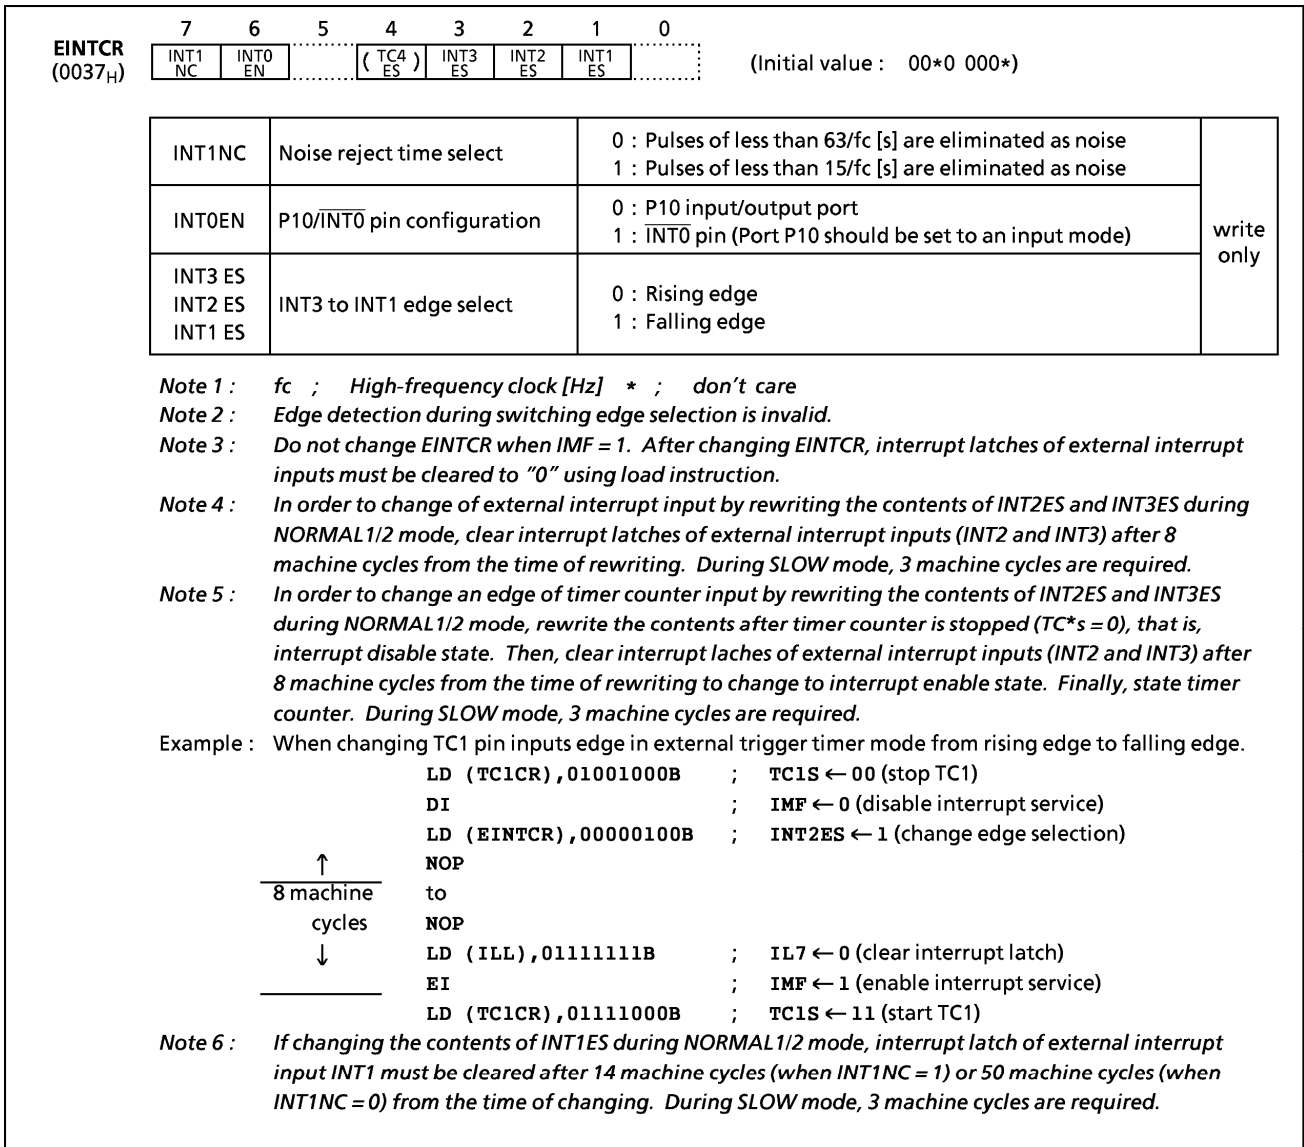 7 6 5 4 3 2 1 0
EINTCR
(0037H)
INT1 NC
INT0 EN
( TC4 ES )
INT3 ES
INT2 ES
INT1 ES
(Initial value : 00*0 000*)
INT1NC
Noise reject time select
0 : Pulses of less than 63/fc [s] are eliminated as noise
1 : Pulses of less than 15/fc [s] are eliminated as noise
INT0EN
P10/INT0 pin configuration
0 : P10 input/output port
1 : INT0 pin (Port P10 should be set to an input mode)
INT3 ES
INT2 ES
INT1 ES
INT3 to INT1 edge select
0 : Rising edge
1 : Falling edge
write
only
Note 1 : fc ; High-frequency clock [Hz] * ; don't care
Note 2 : Edge detection during switching edge selection is invalid.
Note 3 : Do not change EINTCR when IMF = 1. After changing EINTCR, interrupt latches of external interrupt
inputs must be cleared to "0" using load instruction.
Note 4 : In order to change of external interrupt input by rewriting the contents of INT2ES and INT3ES during
NORMAL1/2 mode, clear interrupt latches of external interrupt inputs (INT2 and INT3) after 8
machine cycles from the time of rewriting. During SLOW mode, 3 machine cycles are required.
Note 5 : In order to change an edge of timer counter input by rewriting the contents of INT2ES and INT3ES
during NORMAL1/2 mode, rewrite the contents after timer counter is stopped (TC*s = 0), that is,
interrupt disable state. Then, clear interrupt laches of external interrupt inputs (INT2 and INT3) after
8 machine cycles from the time of rewriting to change to interrupt enable state. Finally, state timer
counter. During SLOW mode, 3 machine cycles are required.
Example : When changing TC1 pin inputs edge in external trigger timer mode from rising edge to falling edge.
LD (TC1CR),01001000B ; TC1S ← 00 (stop TC1)
DI ; IMF ← 0 (disable interrupt service)
LD (EINTCR),00000100B ; INT2ES ← 1 (change edge selection)
↑ NOP
8 machine to
cycles NOP
↓ LD (ILL),01111111B ; IL7 ← 0 (clear interrupt latch)
EI ; IMF ← 1 (enable interrupt service)
LD (TC1CR),01111000B ; TC1S ← 11 (start TC1)
Note 6 : If changing the contents of INT1ES during NORMAL1/2 mode, interrupt latch of external interrupt
input INT1 must be cleared after 14 machine cycles (when INT1NC = 1) or 50 machine cycles (when
INT1NC = 0) from the time of changing. During SLOW mode, 3 machine cycles are required.